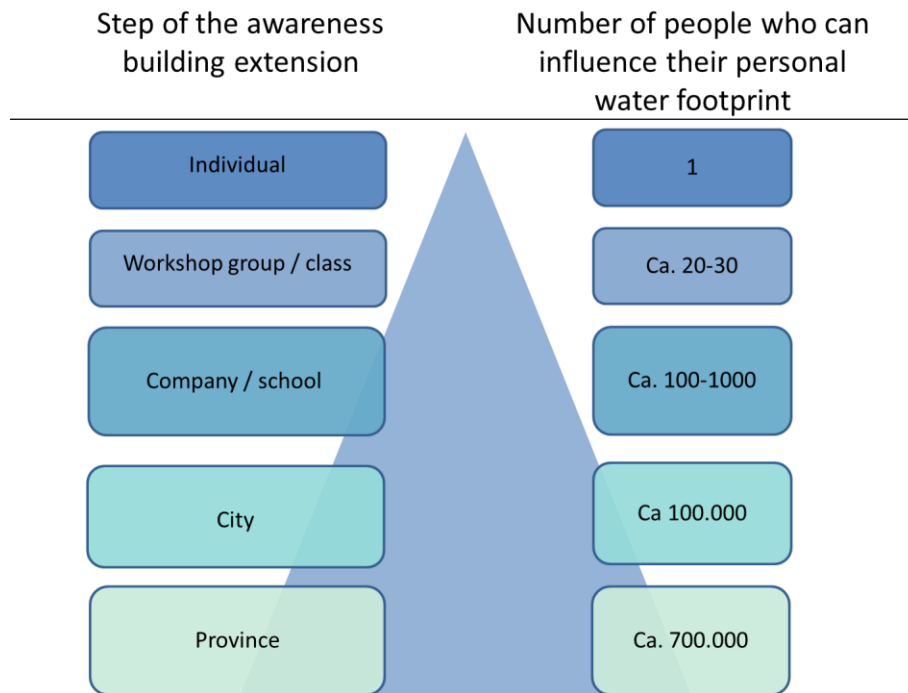 Step of the awareness
building extension
Number of people who can
influence their personal
water footprint
Individual
1
Workshop group / class
Ca. 20-30
Company / school
Ca. 100-1000
City
Ca 100.000
Province
Ca. 700.000